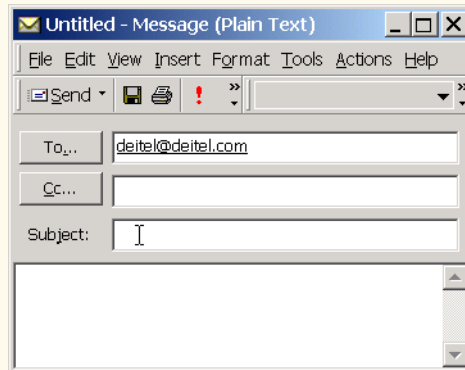 Untitled - Message (Plain Text)
File Edit View Insert Format Tools Actions Help
Send
To...
deitel@deitel.com
Cc...
Subject: